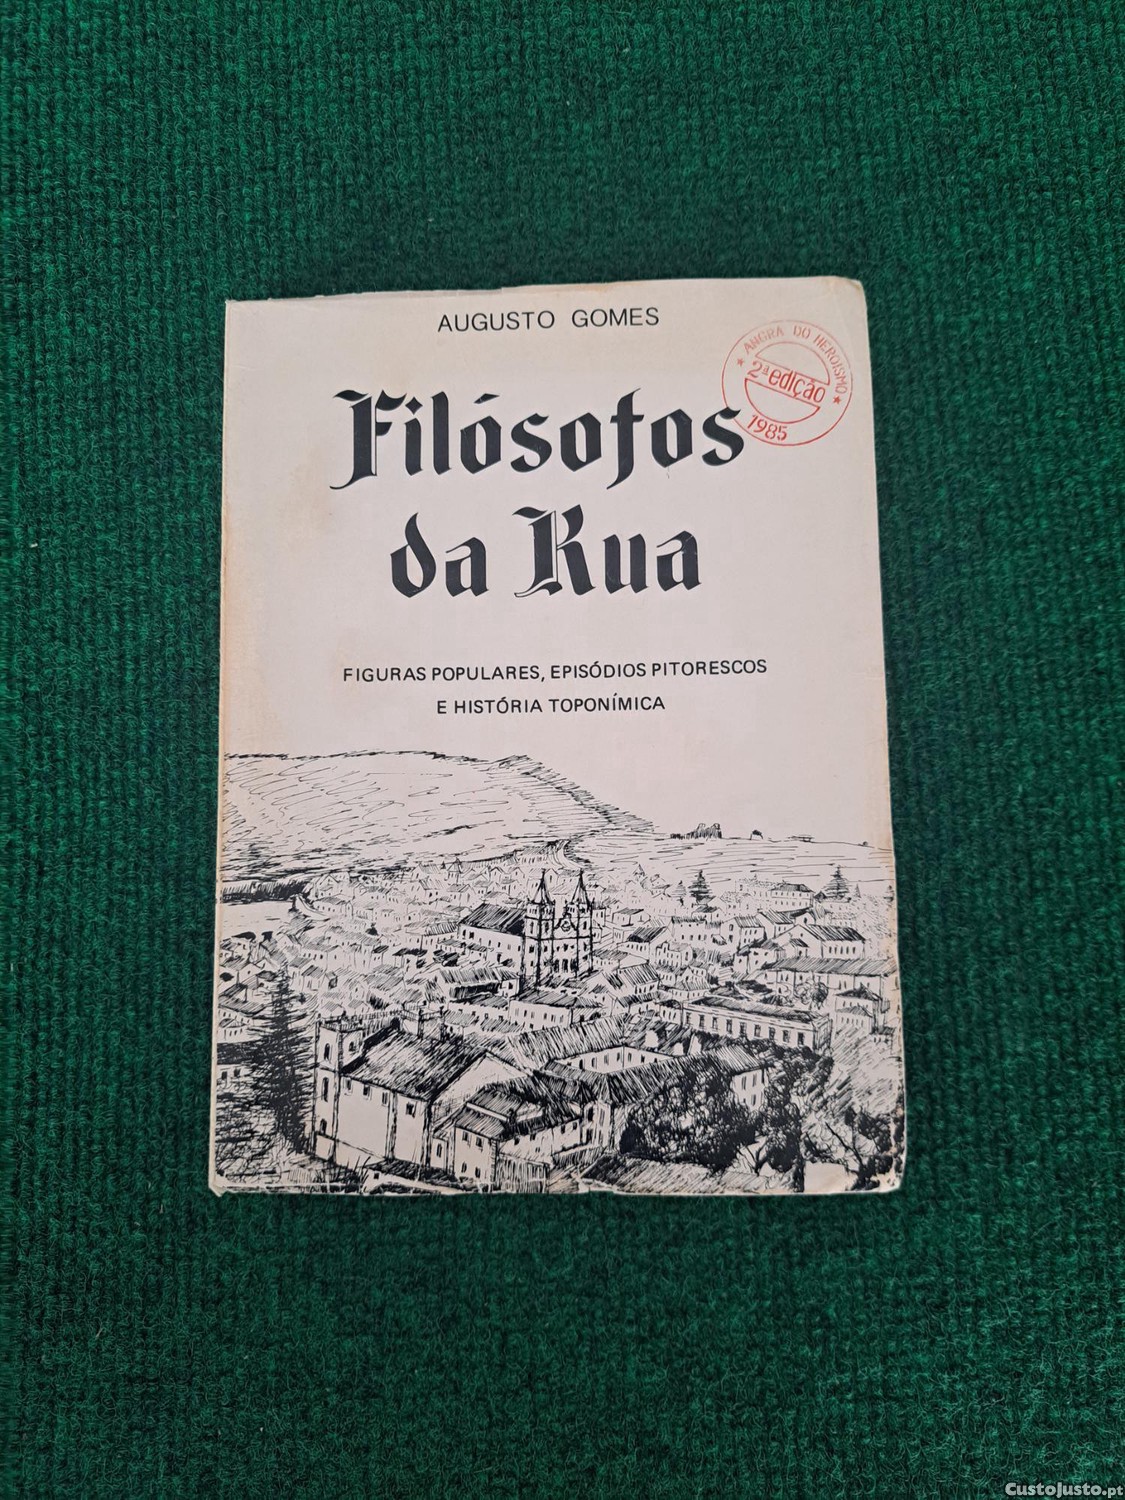 AUGUSTO GOMES
★ ANGRA DO HEROÍSMO ★
2ª edição
1985
Filósofos
da Rua
FIGURAS POPULARES, EPISÓDIOS PITORESCOS
E HISTÓRIA TOPONÍMICA
CustoJusto.pt